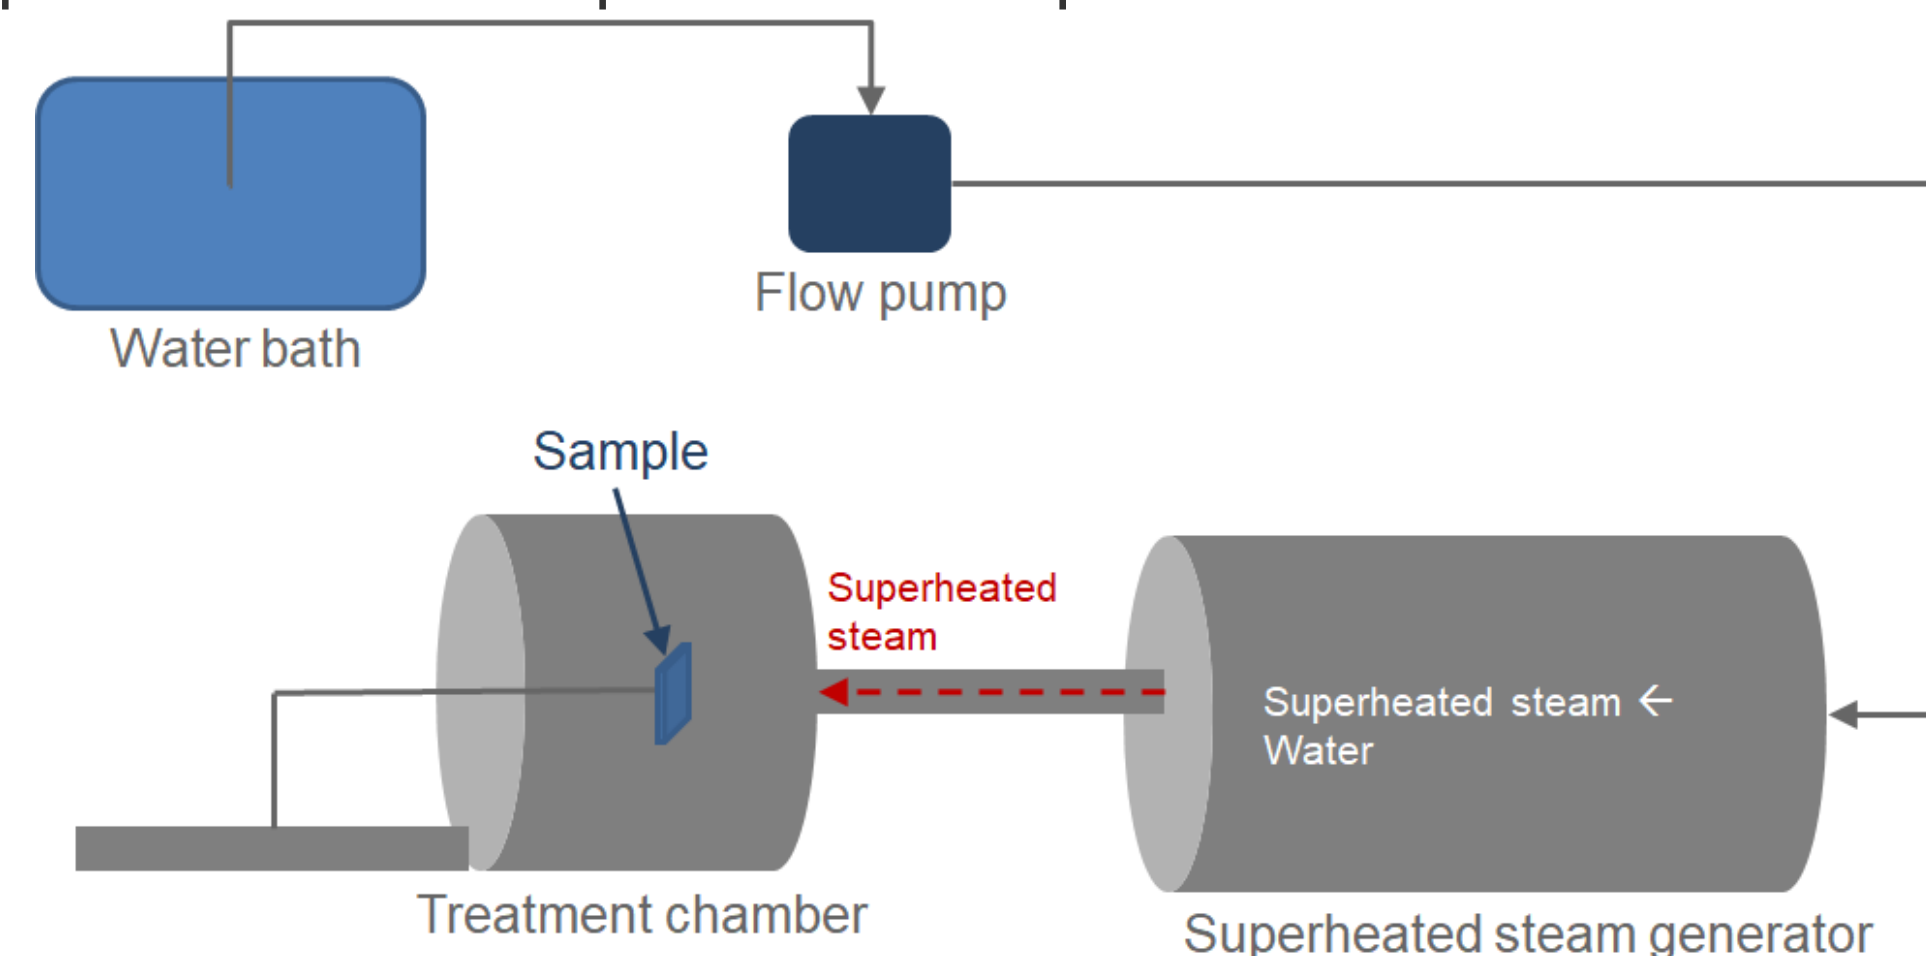 Flow pump
Water bath
Sample
Superheated
steam
Superheated steam ←
Water
Treatment chamber
Superheated steam generator